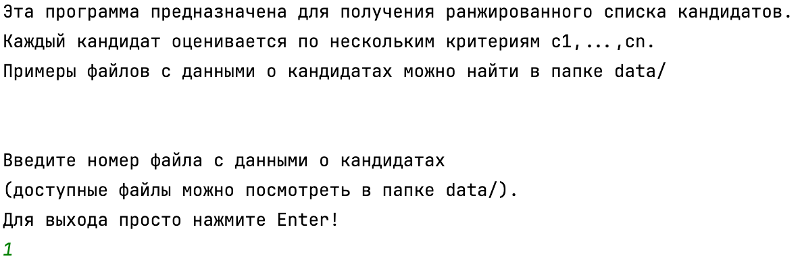 Эта программа предназначена для получения ранжированного списка кандидатов.
Каждый кандидат оценивается по нескольким критериям c1,...,cn.
Примеры файлов с данными о кандидатах можно найти в папке data/
Введите номер файла с данными о кандидатах
(доступные файлы можно посмотреть в папке data/).
Для выхода просто нажмите Enter!
1